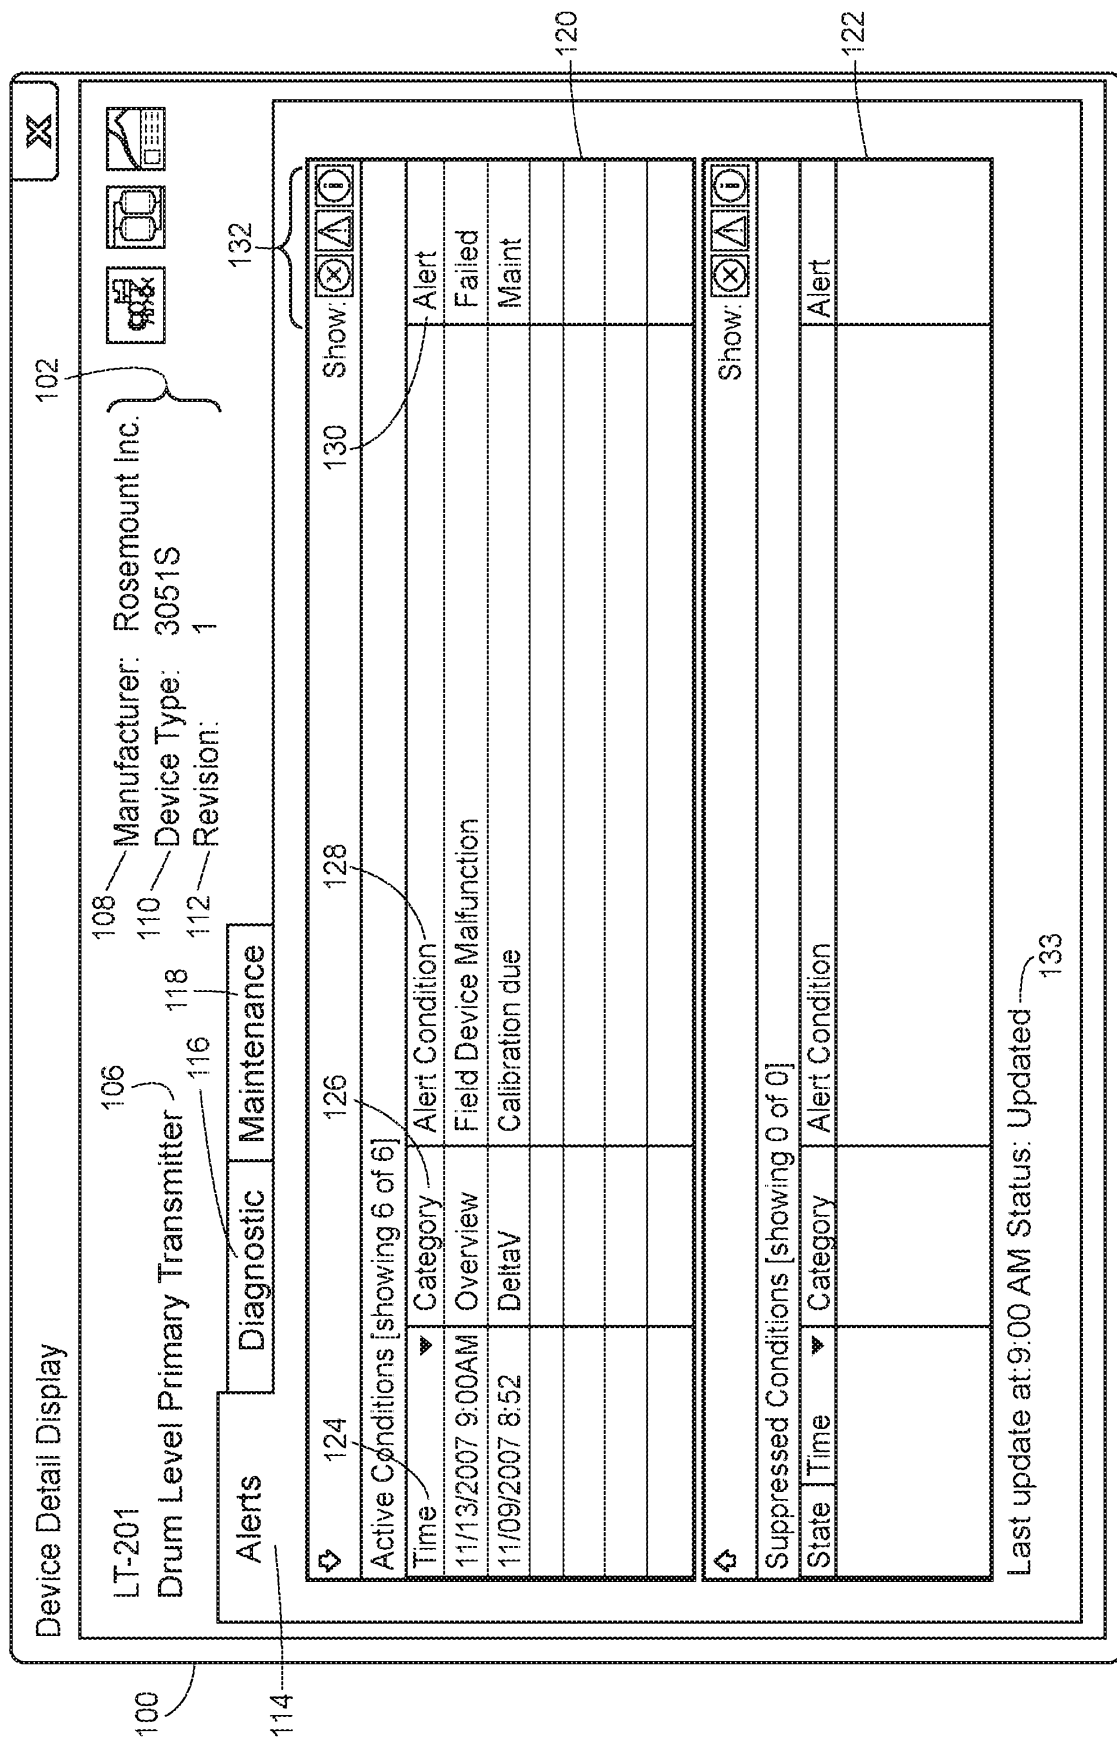 Device Detail Display
X
100
LT-201
106
Drum Level Primary Transmitter
108 Manufacturer: Rosemount Inc.
110 Device Type: 3051S
112 Revision: 1
102
114
Alerts
116
Diagnostic
118
Maintenance
132
Show:
Active Conditions [showing 6 of 6]
124 126 128 130
Time Category Alert Condition Alert
11/13/2007 9:00AM Overview Field Device Malfunction Failed
11/09/2007 8:52 DeltaV Calibration due Maint
120
Show:
Suppressed Conditions [showing 0 of 0]
State Time Category Alert Condition Alert
122
Last update at:9:00 AM Status: Updated
133